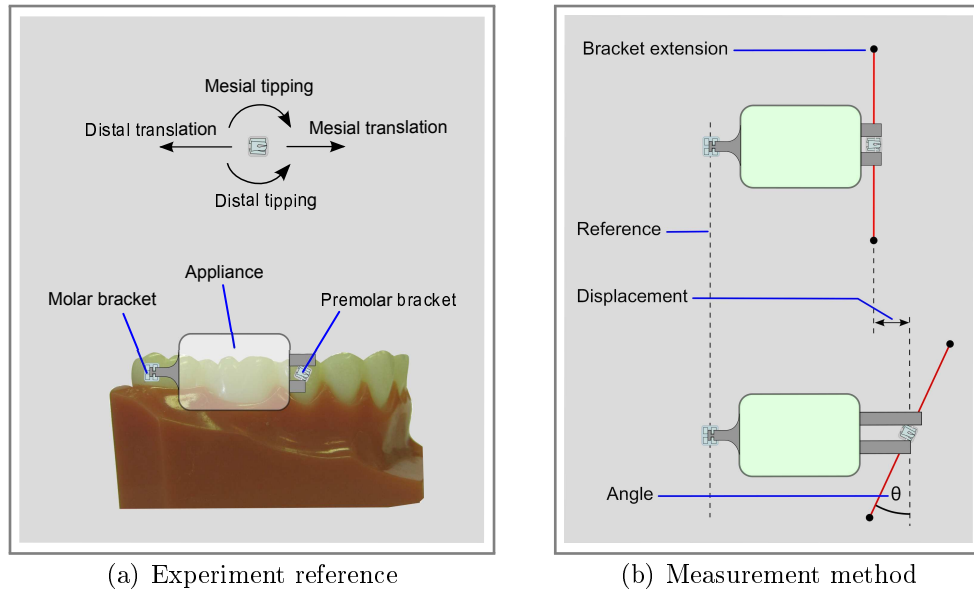 Mesial tipping
Distal translation
Mesial translation
Distal tipping
Appliance
Molar bracket
Premolar bracket
(a) Experiment reference
Bracket extension
Reference
Displacement
Angle
θ
(b) Measurement method